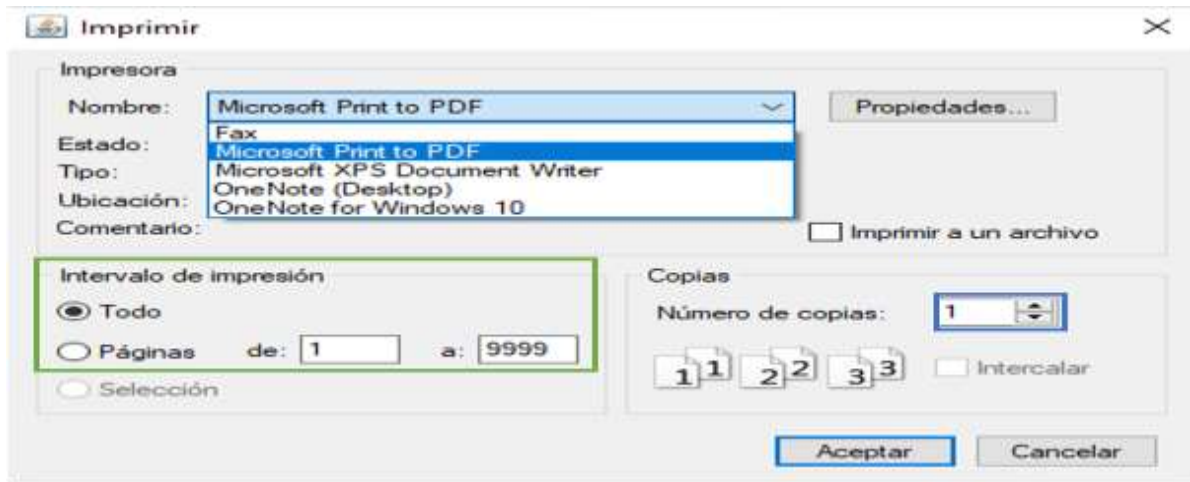 Imprimir
Impresora
Nombre: Microsoft Print to PDF Propiedades...
Fax
Estado: Microsoft Print to PDF
Tipo: Microsoft XPS Document Writer
Ubicación: OneNote (Desktop)
OneNote for Windows 10
Comentario: Imprimir a un archivo
Intervalo de impresión Copias
Todo Número de copias: 1
Páginas de: 1 a: 9999
1 1 2 2 3 3 Intercalar
Selección
Aceptar Cancelar